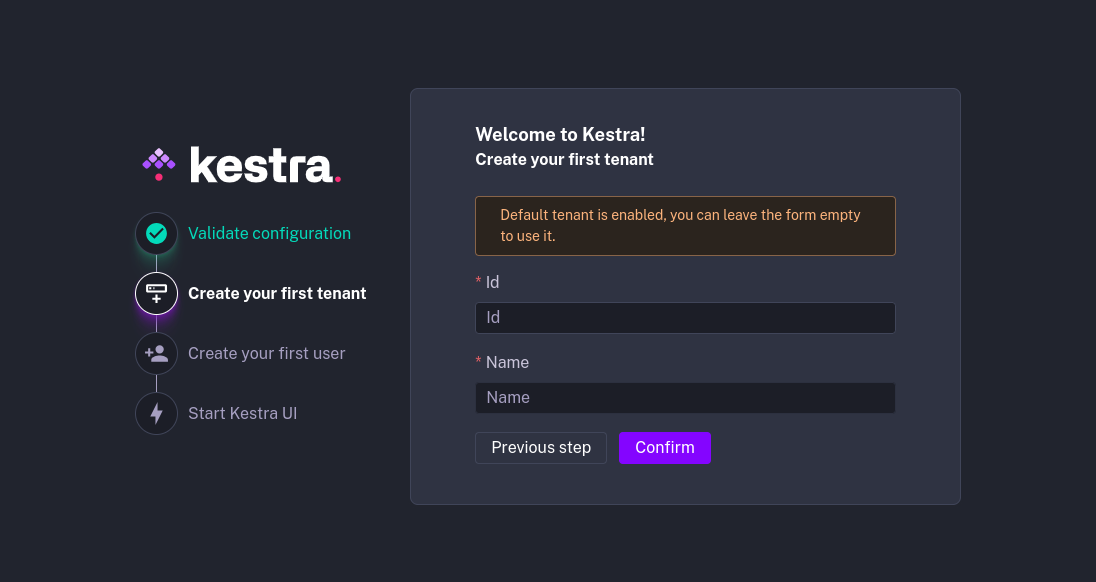 kestra.
Validate configuration
Create your first tenant
Create your first user
Start Kestra UI
Welcome to Kestra!
Create your first tenant
Default tenant is enabled, you can leave the form empty
to use it.
* Id
Id
* Name
Name
Previous step
Confirm